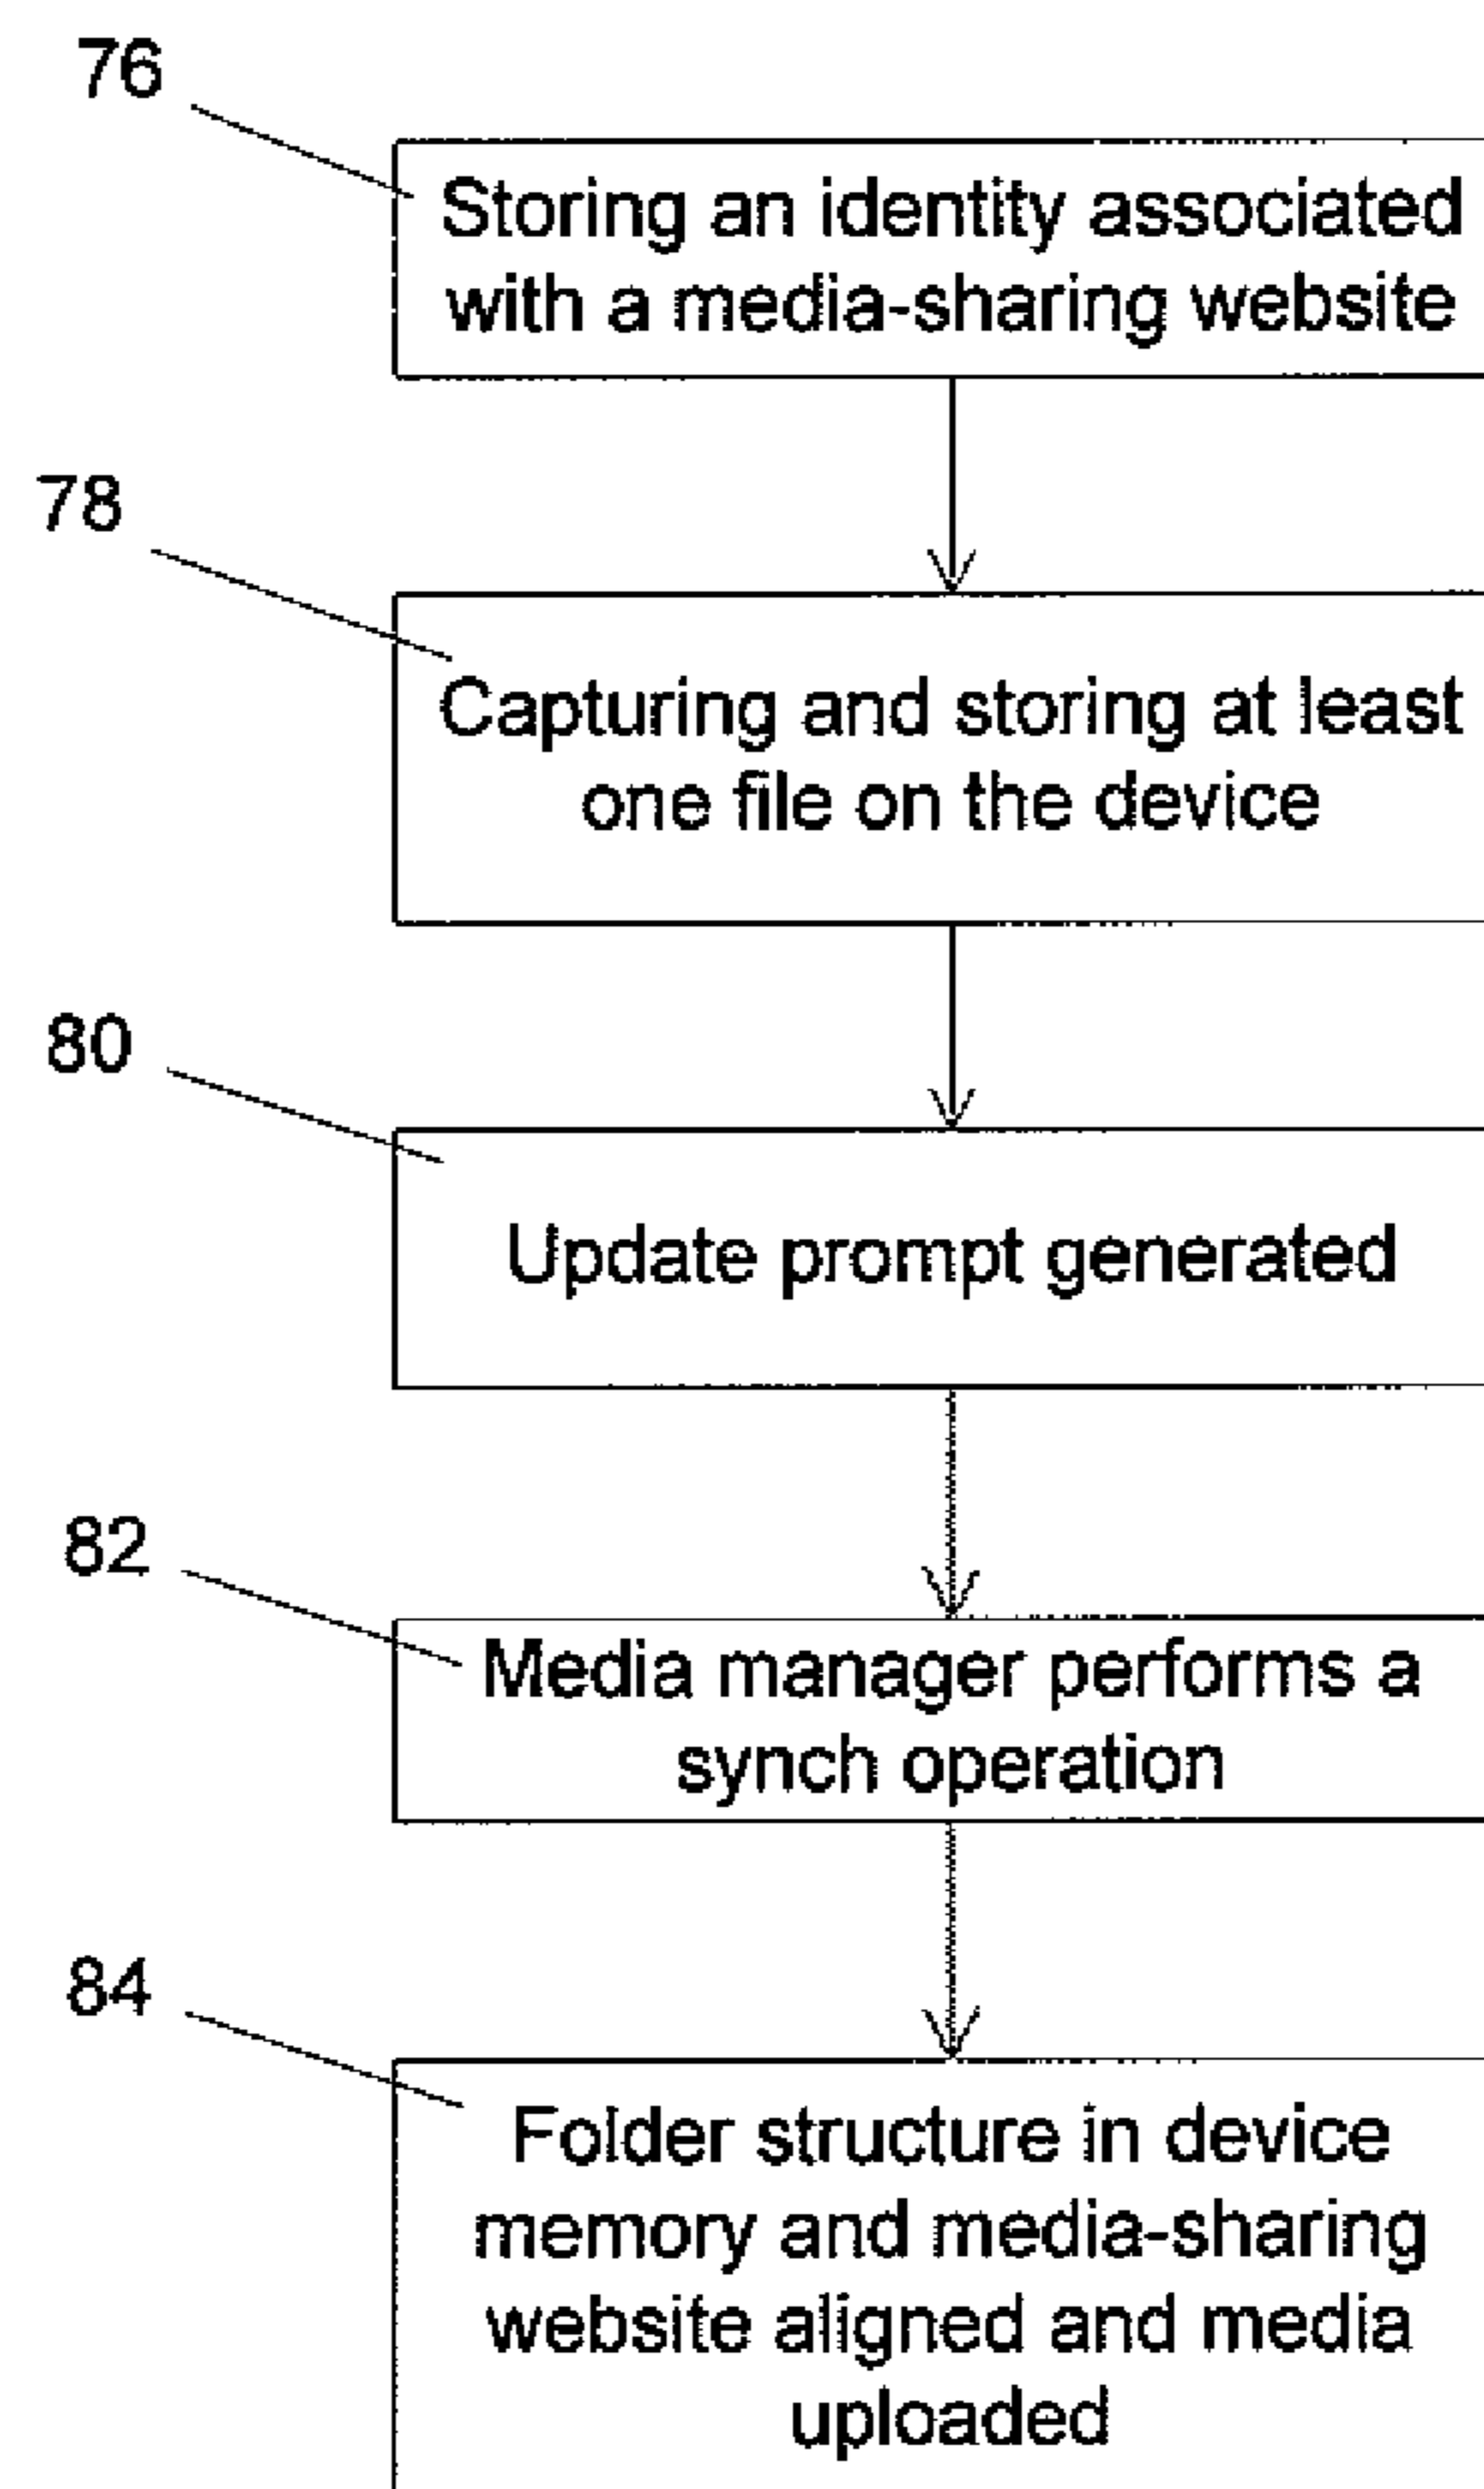 76
Storing an identity associated
with a media-sharing website
78
Capturing and storing at least
one file on the device
80
Update prompt generated
82
Media manager performs a
synch operation
84
Folder structure in device
memory and media-sharing
website aligned and media
uploaded